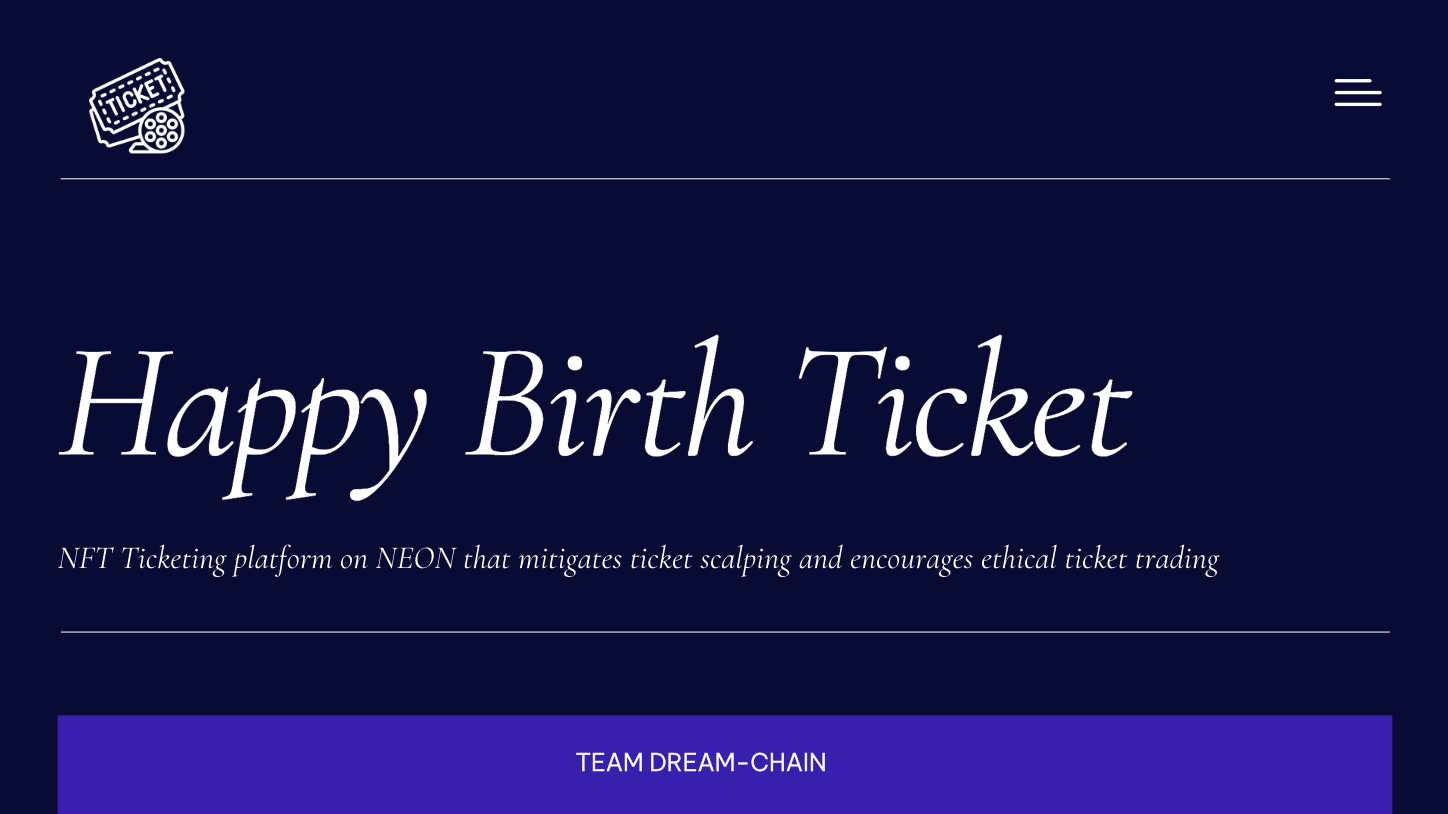 TICKET
Happy Birth Ticket
NFT Ticketing platform on NEON that mitigates ticket scalping and encourages ethical ticket trading
TEAM DREAM-CHAIN